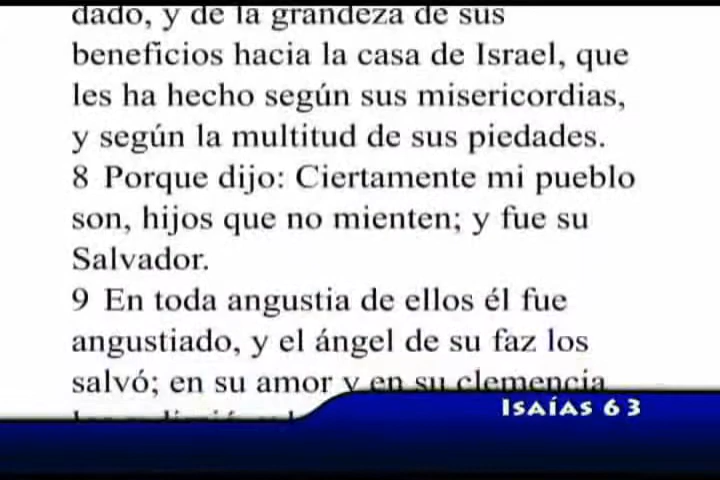 dado, y de la grandeza de sus
beneficios hacia la casa de Israel, que
les ha hecho según sus misericordias,
y según la multitud de sus piedades.
8 Porque dijo: Ciertamente mi pueblo
son, hijos que no mienten; y fue su
Salvador.
9 En toda angustia de ellos él fue
angustiado, y el ángel de su faz los
salvó; en su amor y en su clemencia
Isaías 63